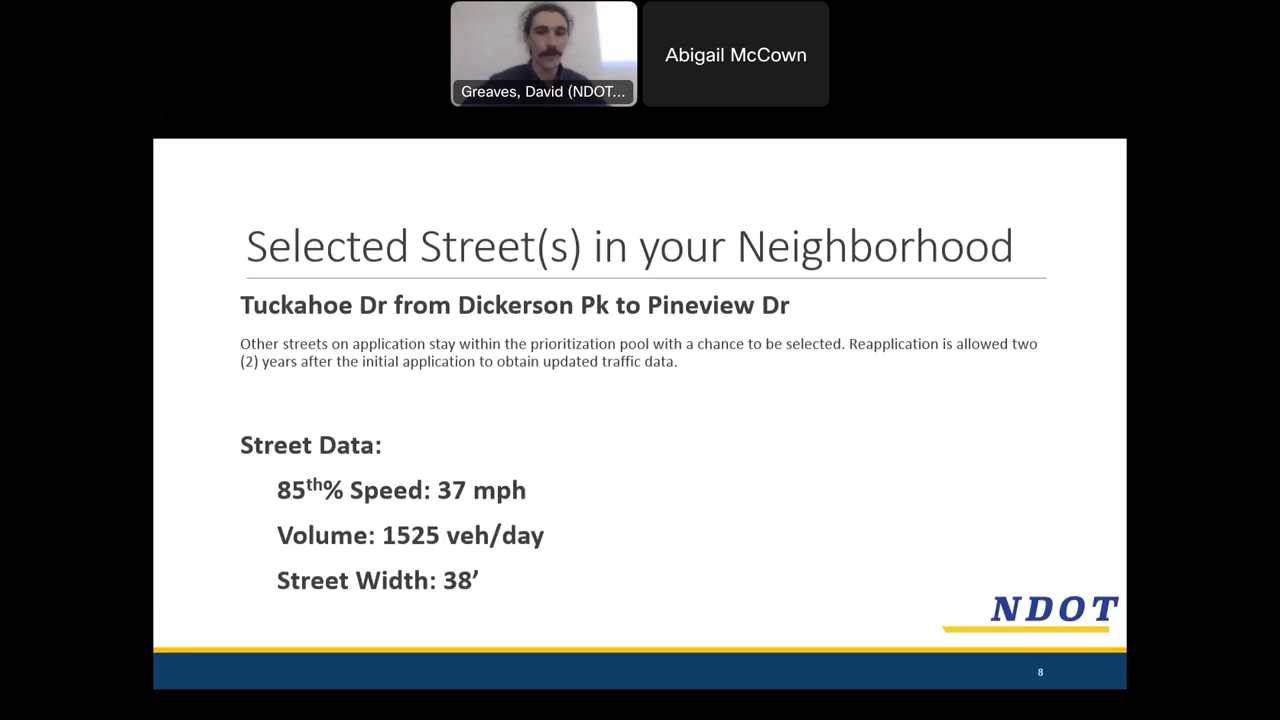 Greaves, David (NDOT...
Abigail McCown
Selected Street(s) in your Neighborhood
Tuckahoe Dr from Dickerson Pk to Pineview Dr
Other streets on application stay within the prioritization pool with a chance to be selected. Reapplication is allowed two
(2) years after the initial application to obtain updated traffic data.
Street Data:
85th% Speed: 37 mph
Volume: 1525 veh/day
Street Width: 38’
NDOT
8